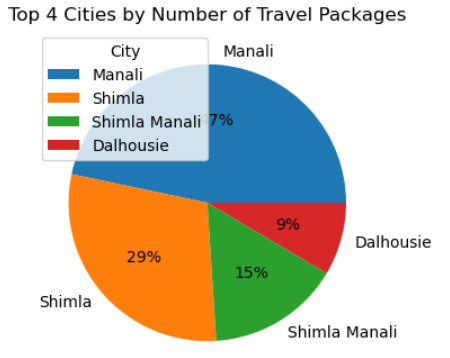 Top 4 Cities by Number of Travel Packages
City
Manali
Shimla
Shimla Manali
Dalhousie
Manali
47%
Shimla
29%
15%
Shimla Manali
9%
Dalhousie